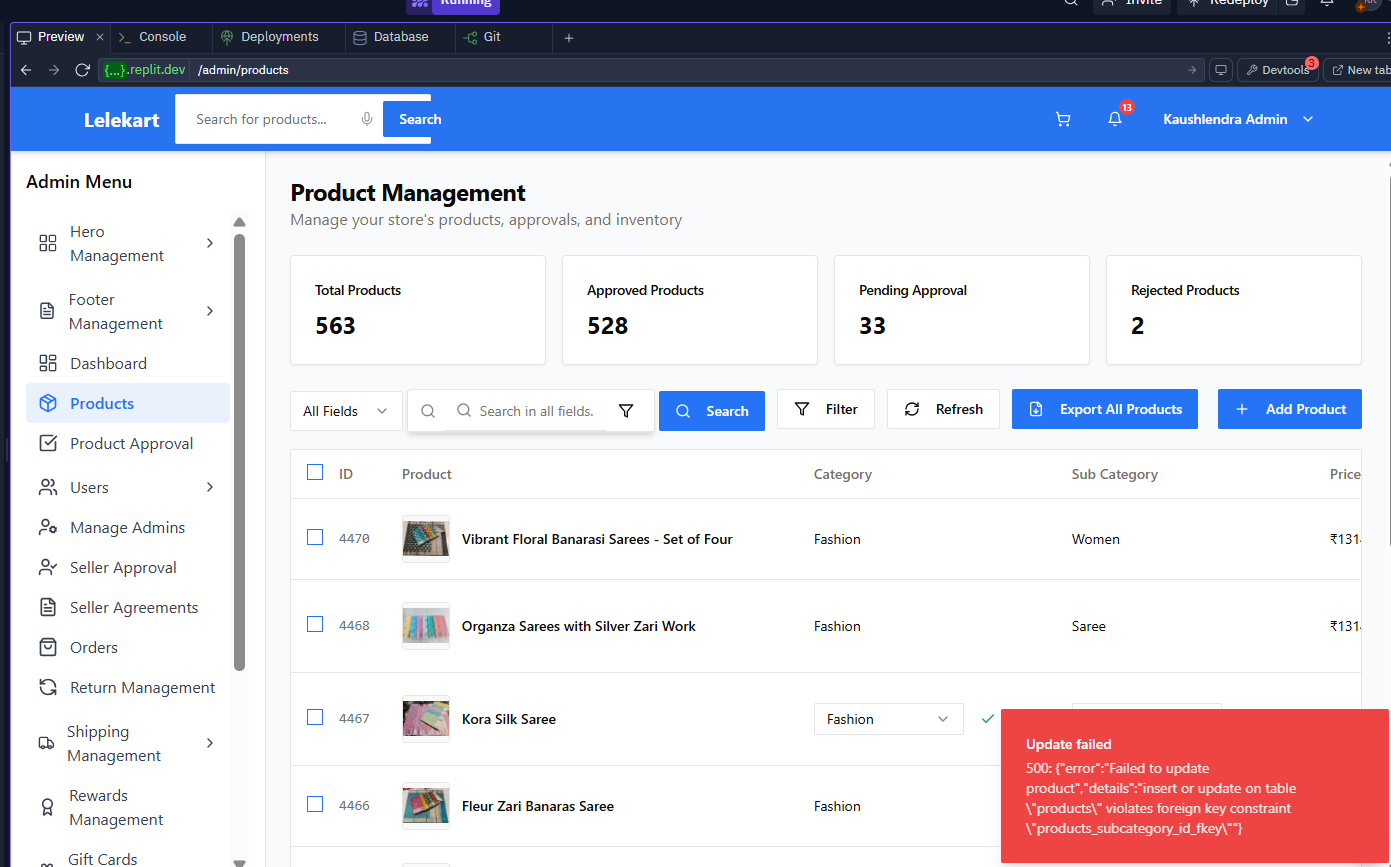 Running
Invite
Redeploy
Preview
Console
Deployments
Database
Git
{...}.replit.dev
/admin/products
Devtools
3
New tab
Lelekart
Search for products...
Search
13
Kaushlendra Admin
Admin Menu
Hero
Management
Footer
Management
Dashboard
Products
Product Approval
Users
Manage Admins
Seller Approval
Seller Agreements
Orders
Return Management
Shipping
Management
Rewards
Management
Gift Cards
Product Management
Manage your store's products, approvals, and inventory
Total Products
563
Approved Products
528
Pending Approval
33
Rejected Products
2
All Fields
Search in all fields.
Search
Filter
Refresh
Export All Products
Add Product
ID Product Category Sub Category Price
4470 Vibrant Floral Banarasi Sarees - Set of Four Fashion Women ₹131
4468 Organza Sarees with Silver Zari Work Fashion Saree ₹131
4467 Kora Silk Saree Fashion
4466 Fleur Zari Banaras Saree Fashion
Update failed
500: {"error":"Failed to update
product","details":"insert or update on table
\"products\" violates foreign key constraint
\"products_subcategory_id_fkey\""}